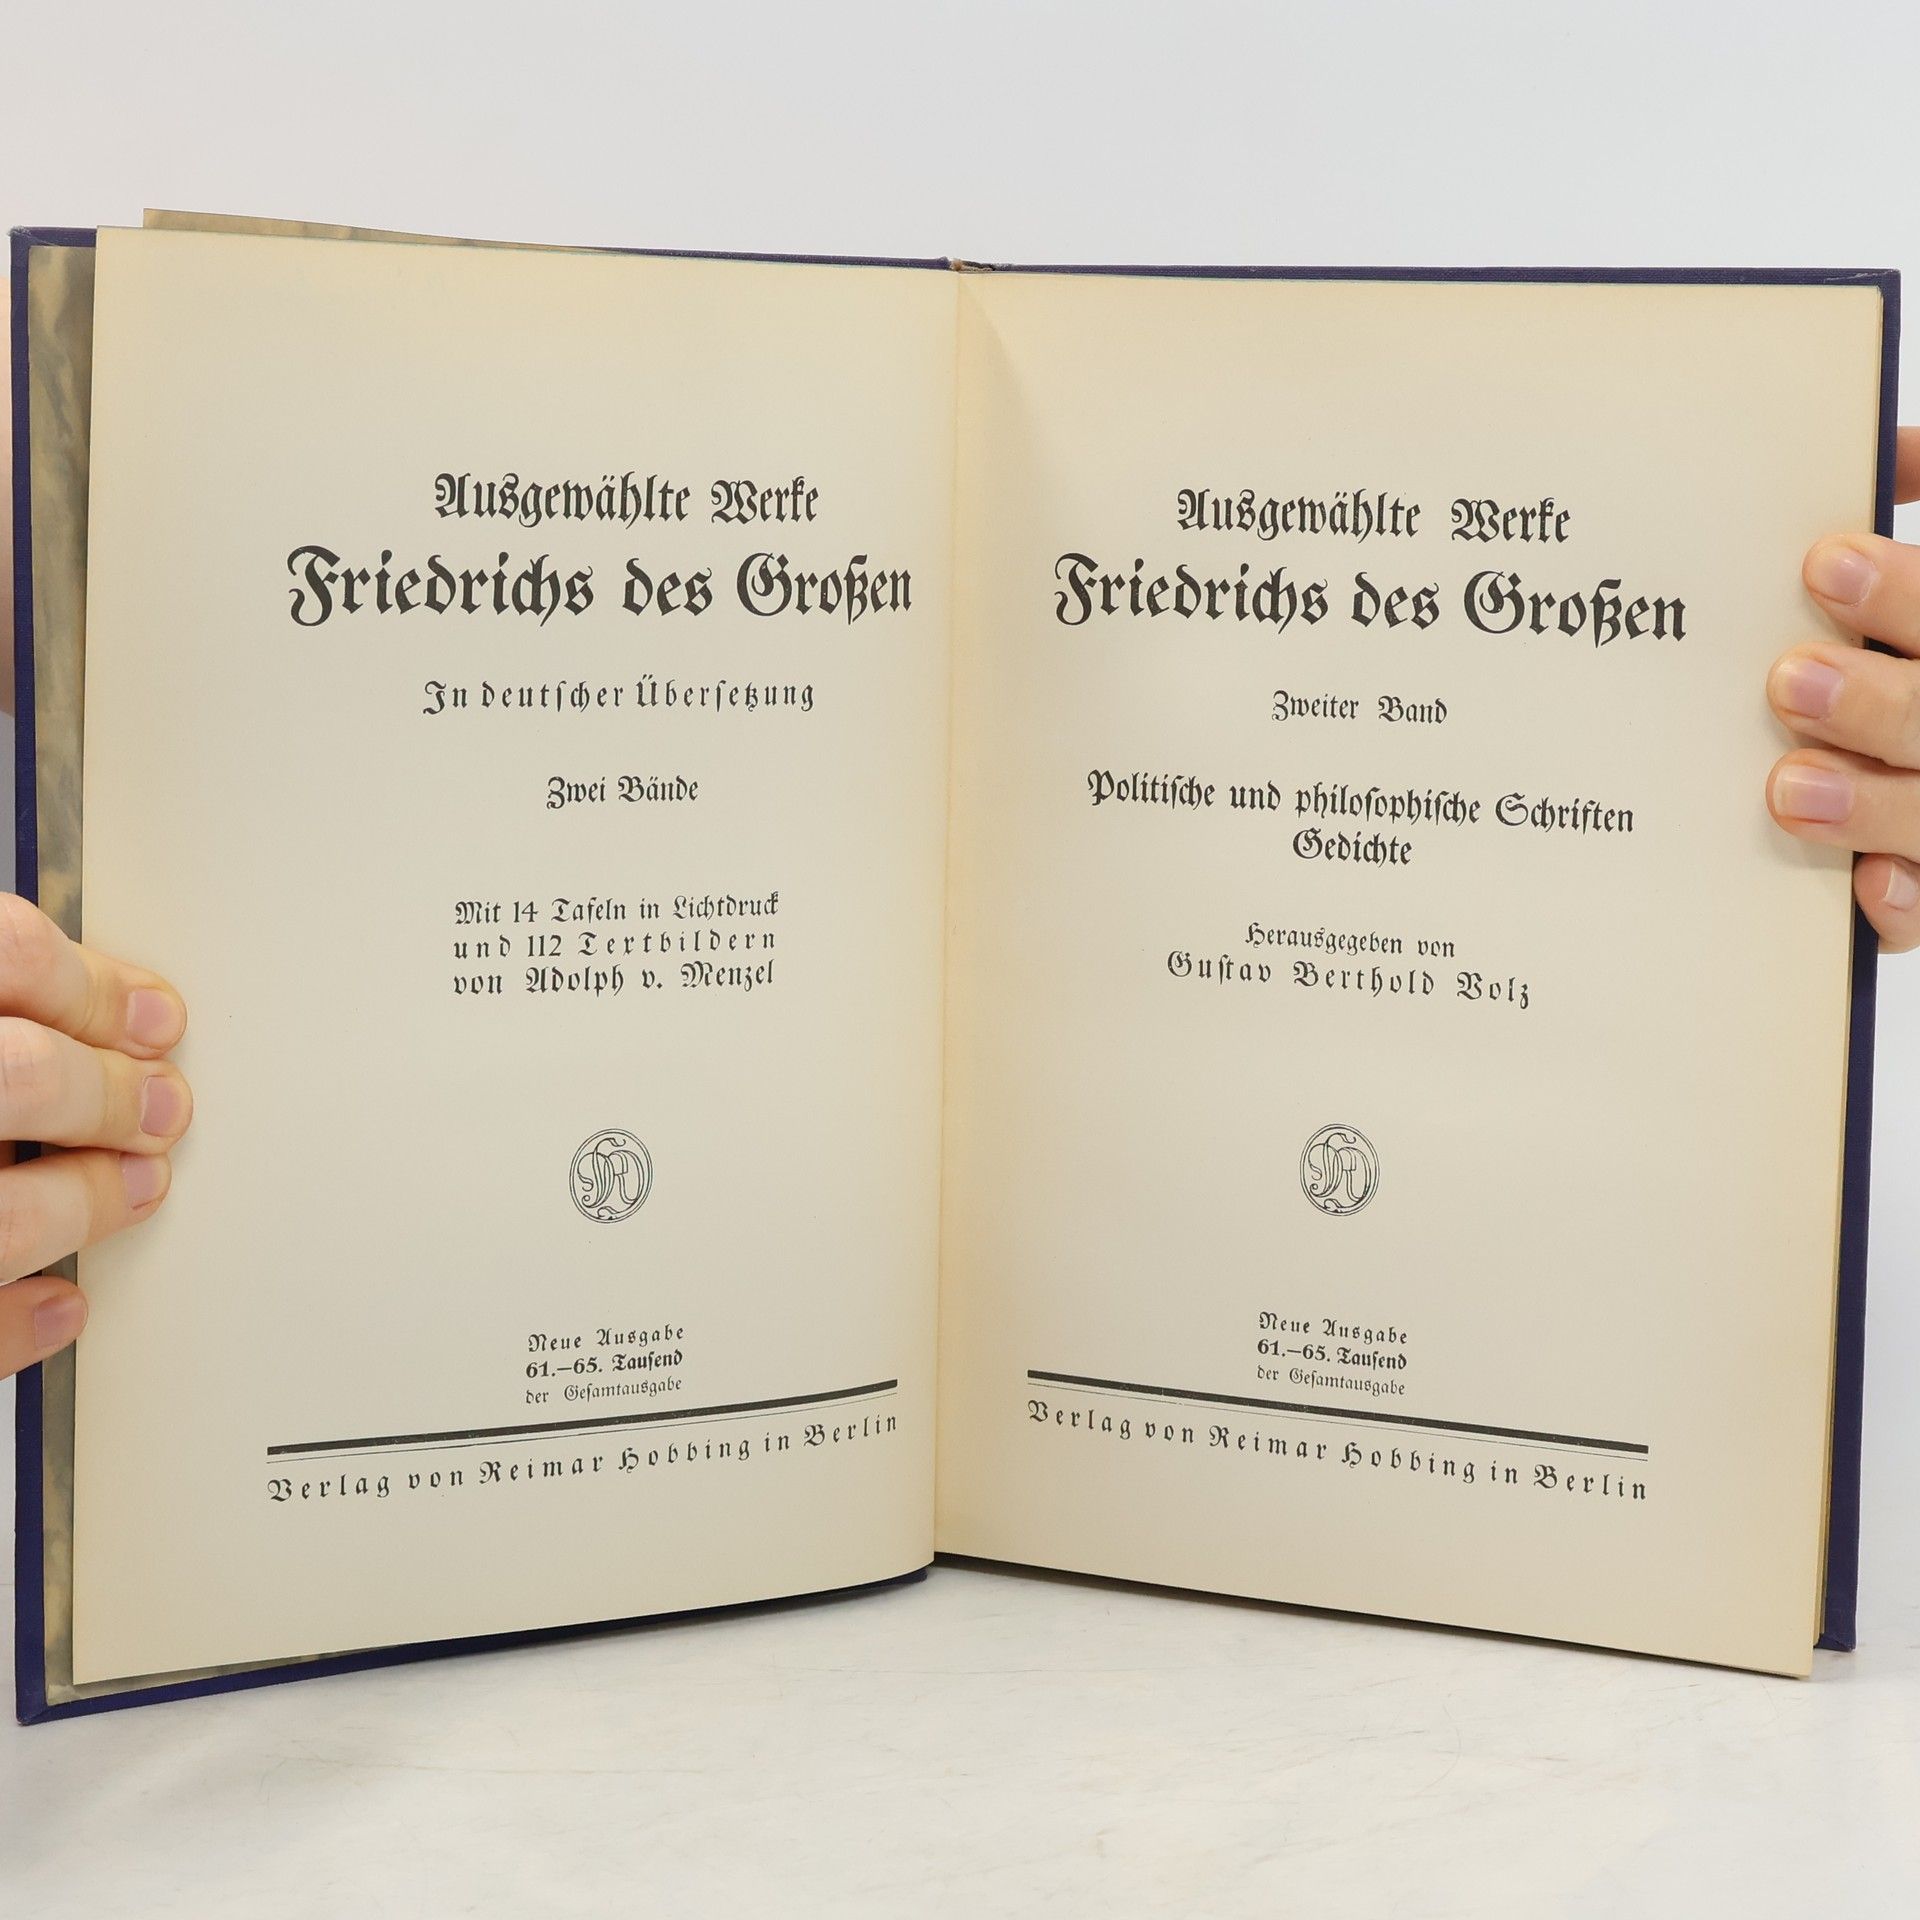 Ausgewählte Werke
Friedrichs des Großen
In deutscher Übersetzung
Zwei Bände
Mit 14 Tafeln in Lichtdruck
und 112 Textbildern
von Adolph v. Menzel
Neue Ausgabe
61.—65. Tausend
der Gesamtausgabe
Verlag von Reimar Hobbing in Berlin
Ausgewählte Werke
Friedrichs des Großen
Zweiter Band
Politische und philosophische Schriften
Gedichte
Herausgegeben von
Gustav Berthold Volz
Neue Ausgabe
61.—65. Tausend
der Gesamtausgabe
Verlag von Reimar Hobbing in Berlin